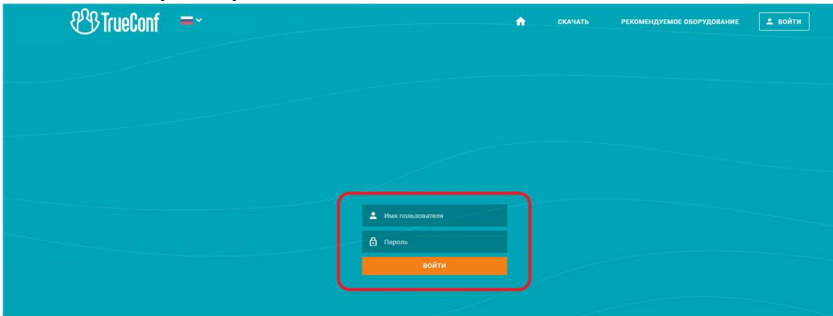 TrueConf
СКАЧАТЬ
РЕКОМЕНДУЕМОЕ ОБОРУДОВАНИЕ
ВОЙТИ
Имя пользователя
Пароль
ВОЙТИ